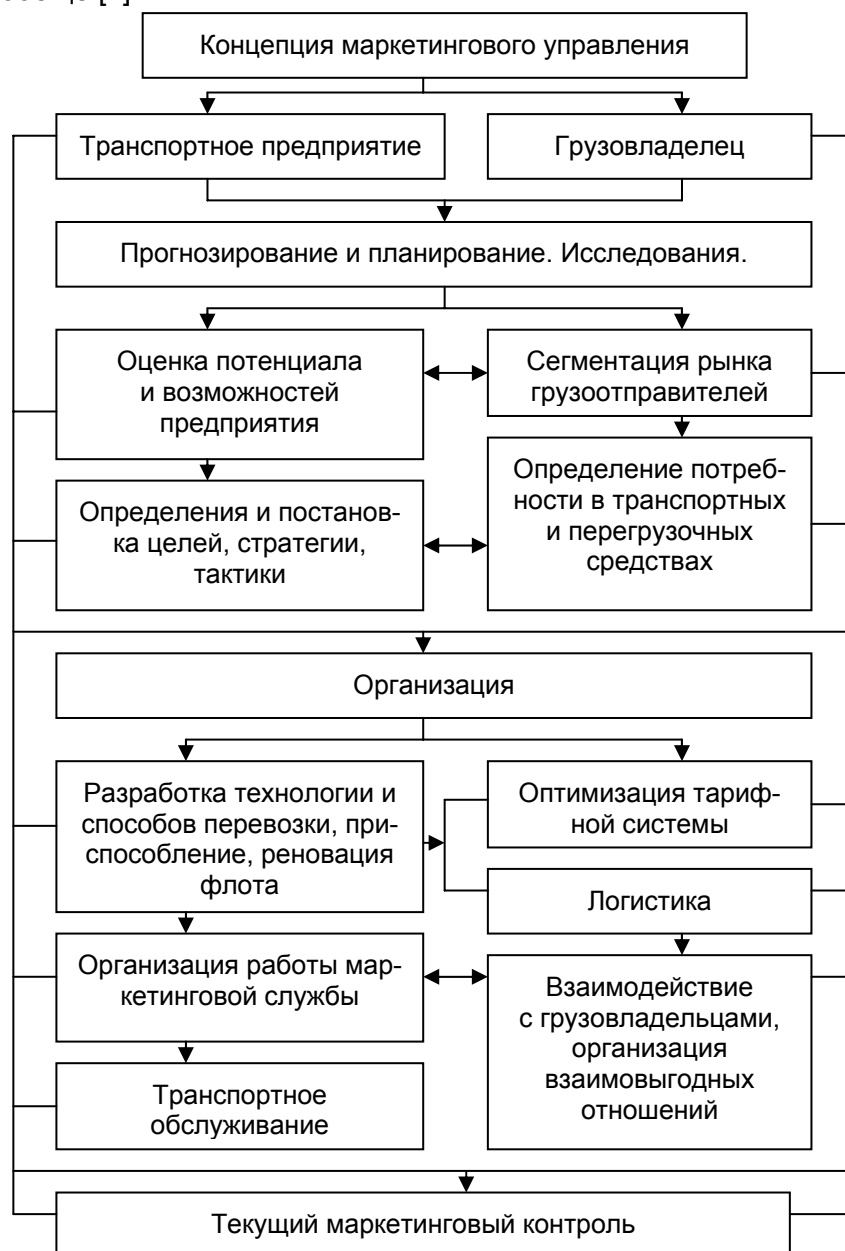 Концепция маркетингового управления
Транспортное предприятие
Грузовладелец
Прогнозирование и планирование. Исследования.
Оценка потенциала
и возможностей
предприятия
Сегментация рынка
грузоотправителей
Определения и постанов-
ка целей, стратегии,
тактики
Определение потреб-
ности в транспортных
и перегрузочных
средствах
Организация
Разработка технологии и
способов перевозки, при-
способление, реновация
флота
Оптимизация тариф-
ной системы
Логистика
Организация работы мар-
кетинговой службы
Взаимодействие
с грузовладельцами,
организация
взаимовыгодных
отношений
Транспортное
обслуживание
Текущий маркетинговый контроль